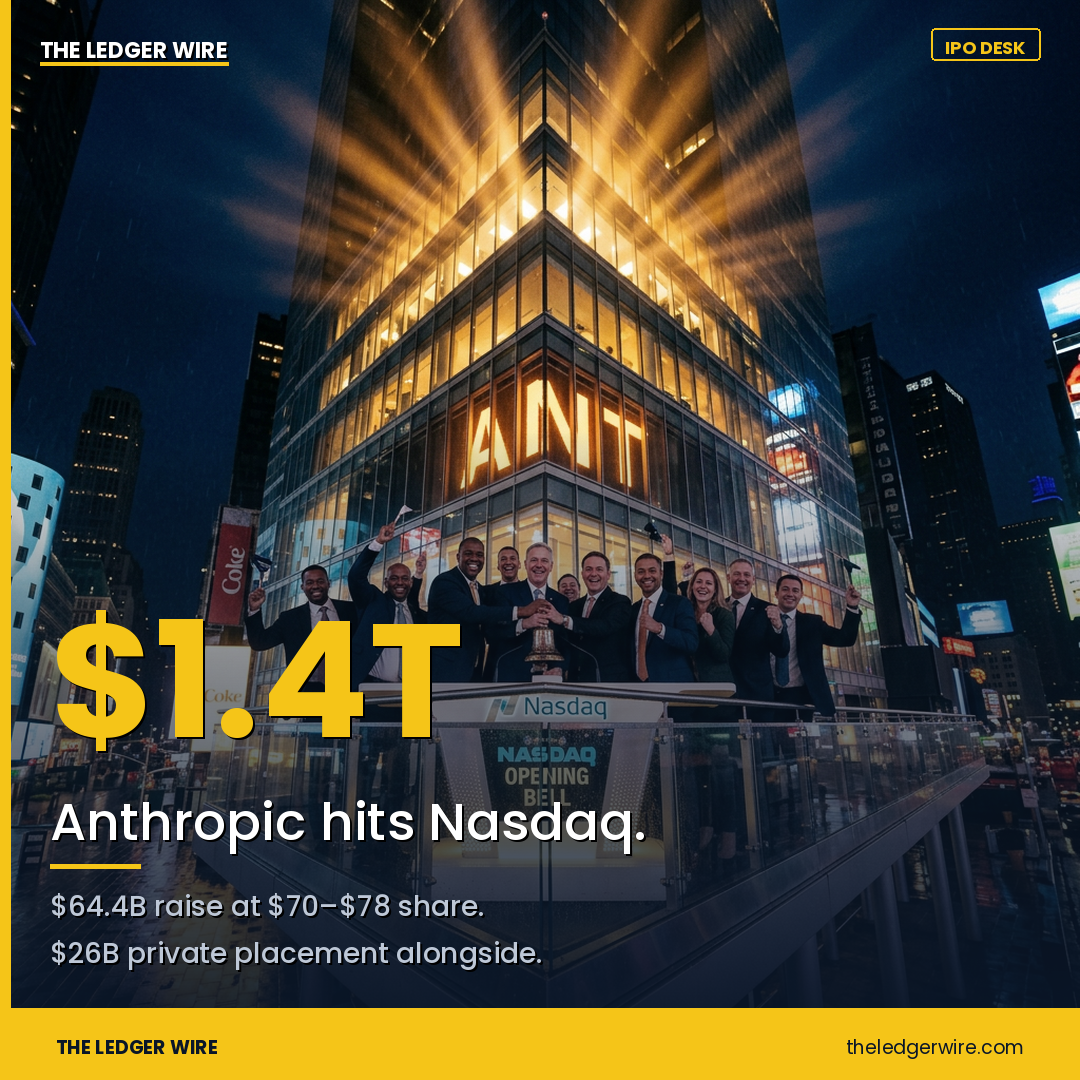 THE LEDGER WIRE
IPO DESK
ANT
Coke
$1.4T
Coke
Nasdaq
NASDAQ
OPENING
BELL
Anthropic hits Nasdaq.
$64.4B raise at $70–$78 share.
$26B private placement alongside.
THE LEDGER WIRE
theledgerwire.com